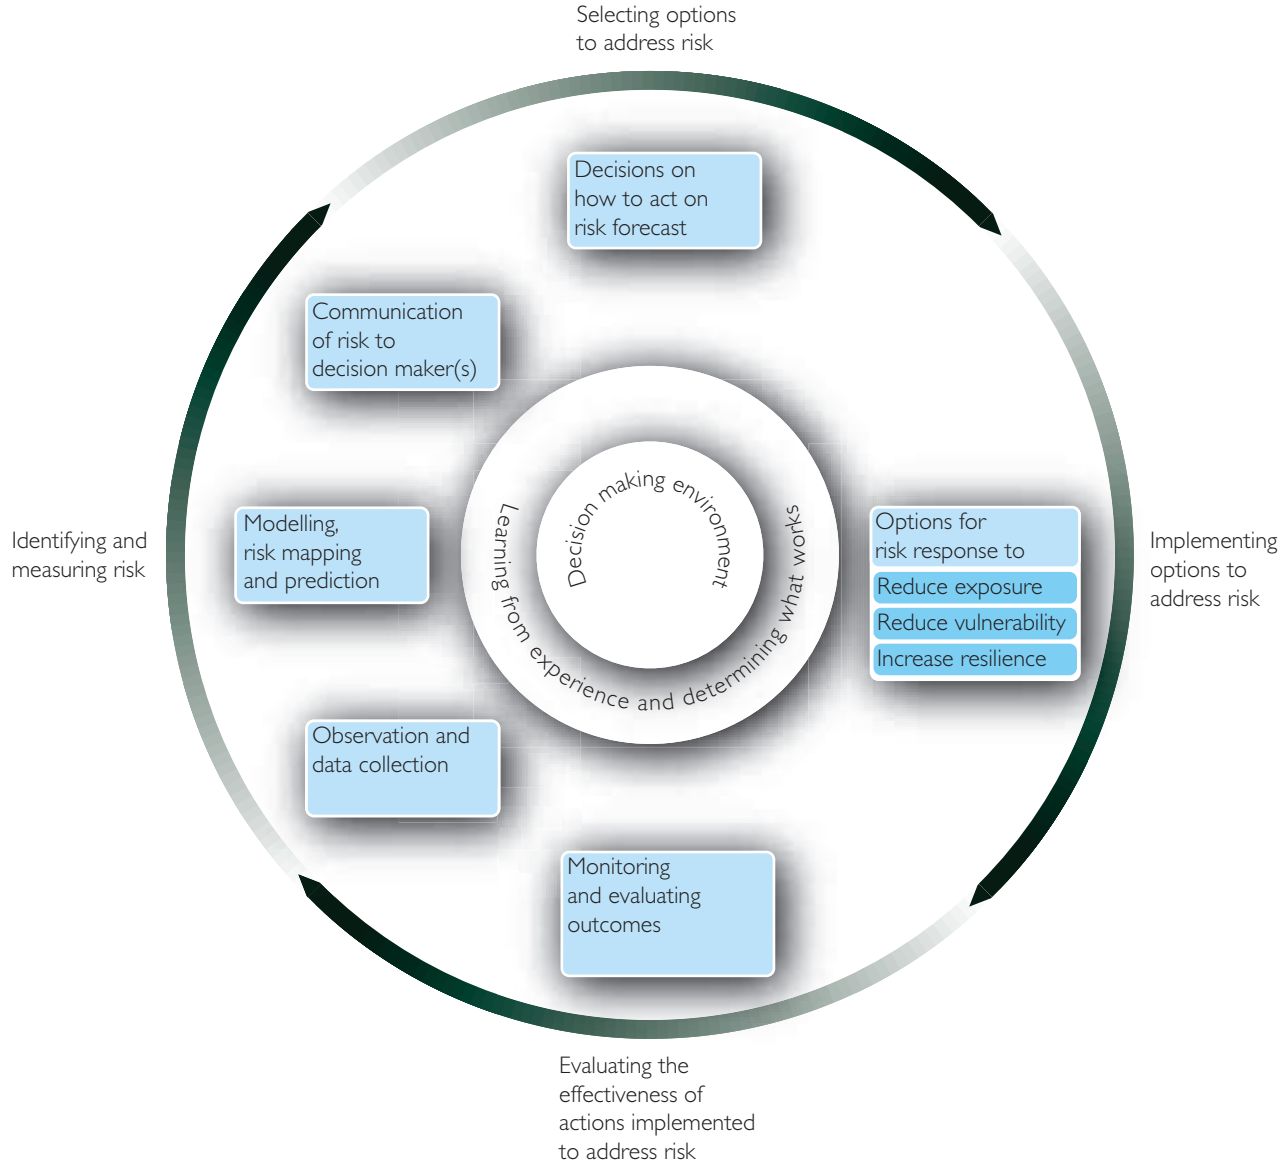 Selecting options
to address risk
Decisions on
how to act on
risk forecast
Communication
of risk to
decision maker(s)
Modelling,
risk mapping
and prediction
Identifying and
measuring risk
Decision making environment
Learning from experience and determining what works
Options for
risk response to
Reduce exposure
Reduce vulnerability
Increase resilience
Implementing
options to
address risk
Observation and
data collection
Monitoring
and evaluating
outcomes
Evaluating the
effectiveness of
actions implemented
to address risk